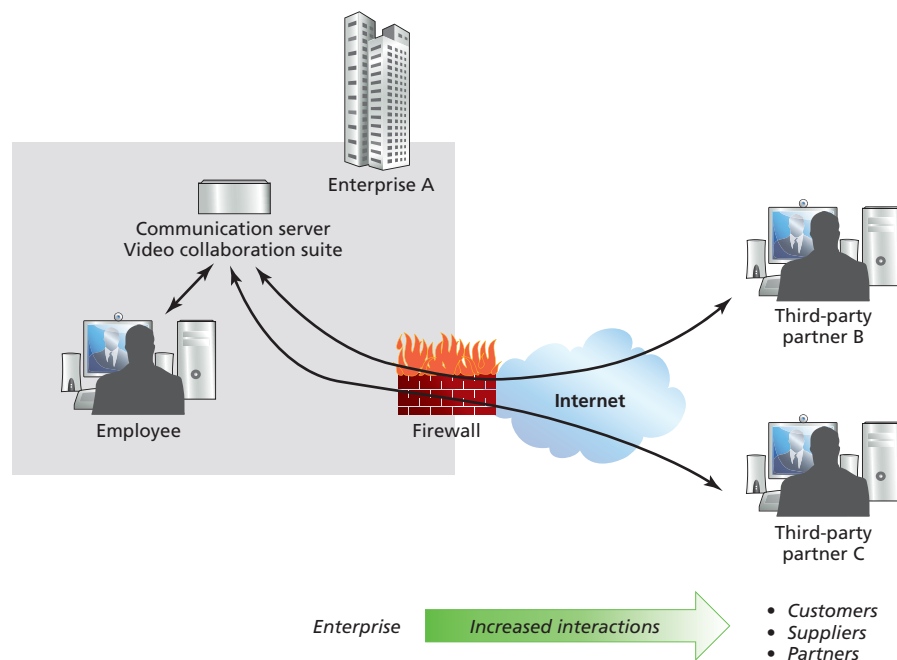 Enterprise A
Communication server
Video collaboration suite
Employee
Firewall
Internet
Third-party
partner B
Third-party
partner C
Enterprise
Increased interactions
• Customers
• Suppliers
• Partners